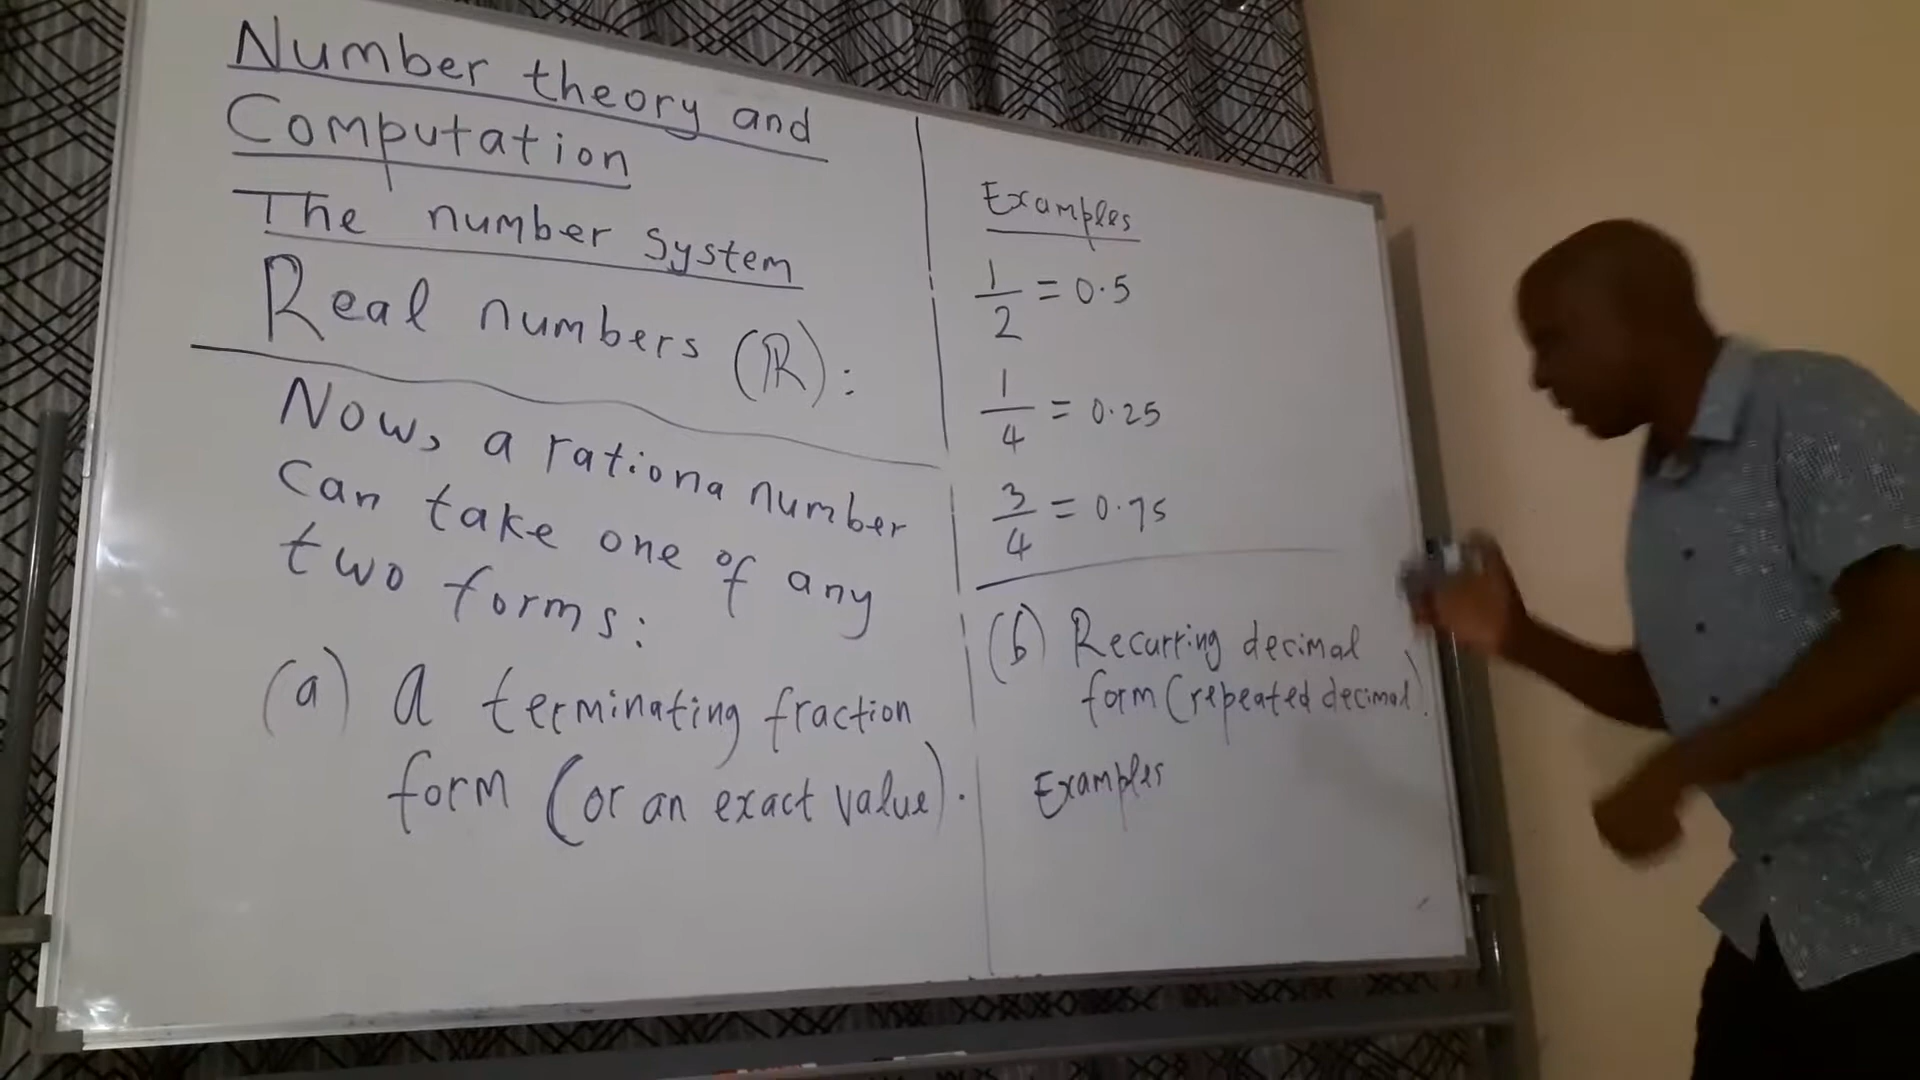 Number theory and
Computation
The number system
Real numbers (ℝ):
Now, a rationa number
can take one of any
two forms:
(a) a terminating fraction
form (or an exact value).
Examples
1/2 = 0.5
1/4 = 0.25
3/4 = 0.75
(b) Recurring decimal
form (repeated decimal).
Examples